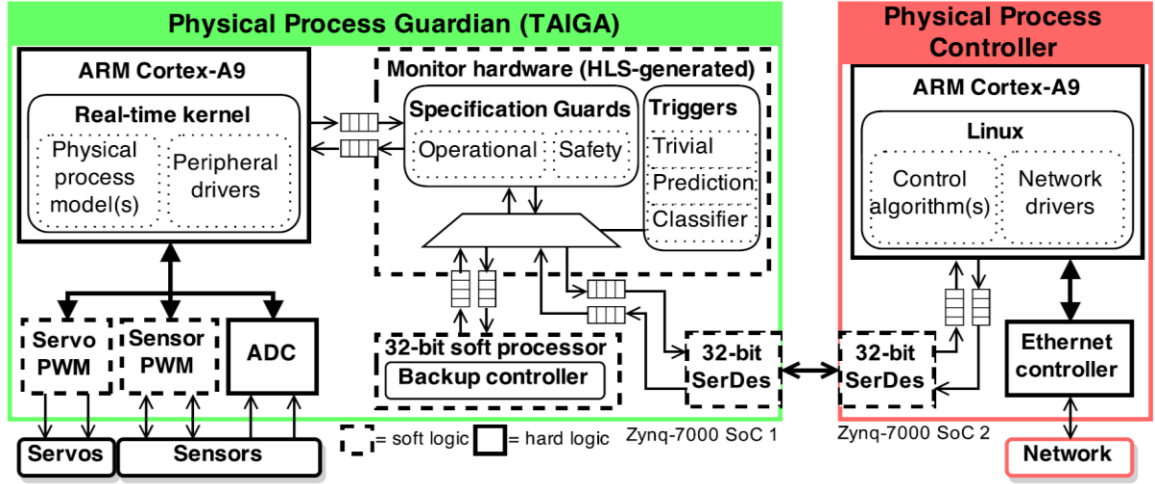 Physical Process Guardian (TAIGA)
ARM Cortex-A9
Real-time kernel
Physical
process
model(s)
Peripheral
drivers
Monitor hardware (HLS-generated)
Specification Guards
Operational
Safety
Triggers
Trivial
Prediction
Classifier
Servo
PWM
Sensor
PWM
ADC
32-bit soft processor
Backup controller
32-bit
SerDes
Servos
Sensors
= soft logic
= hard logic
Zynq-7000 SoC 1
Physical Process
Controller
ARM Cortex-A9
Linux
Control
algorithm(s)
Network
drivers
32-bit
SerDes
Ethernet
controller
Zynq-7000 SoC 2
Network